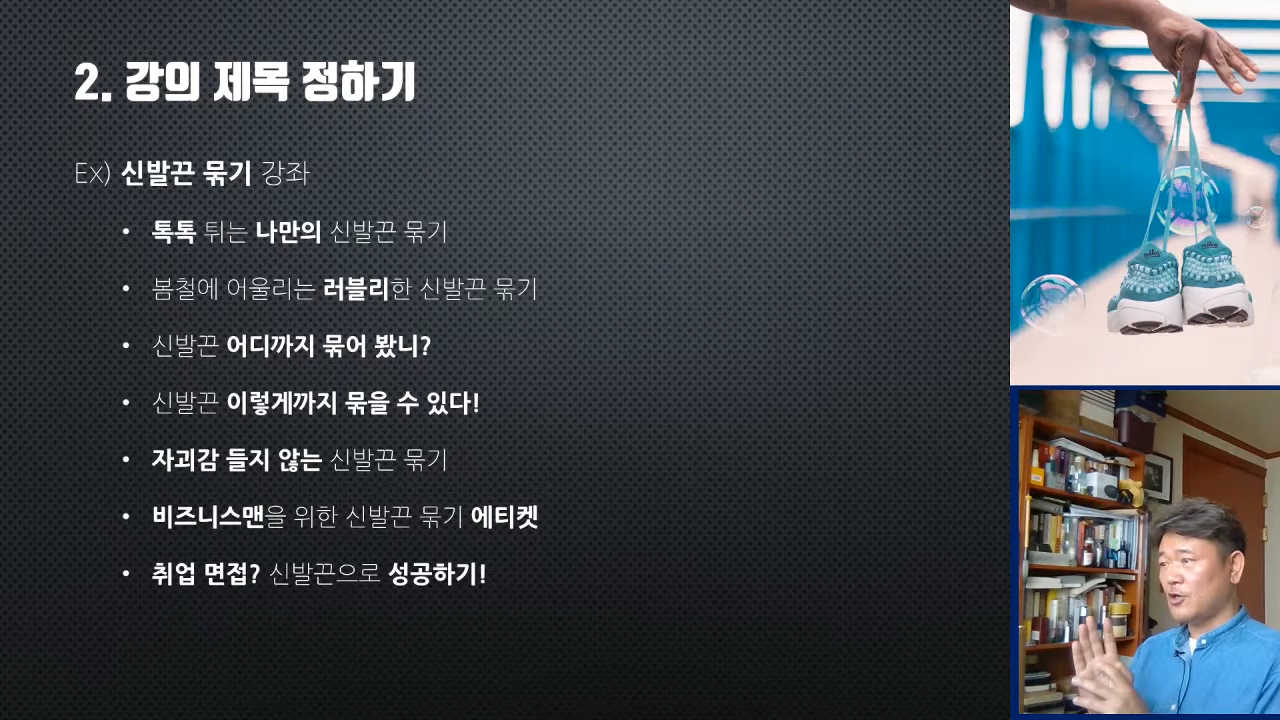 2. 강의 제목 정하기
Ex) 신발끈 묶기 강좌
• 톡톡 튀는 나만의 신발끈 묶기
• 봄철에 어울리는 러블리한 신발끈 묶기
• 신발끈 어디까지 묶어 봤니?
• 신발끈 이렇게까지 묶을 수 있다!
• 자괴감 들지 않는 신발끈 묶기
• 비즈니스맨을 위한 신발끈 묶기 에티켓
• 취업 면접? 신발끈으로 성공하기!